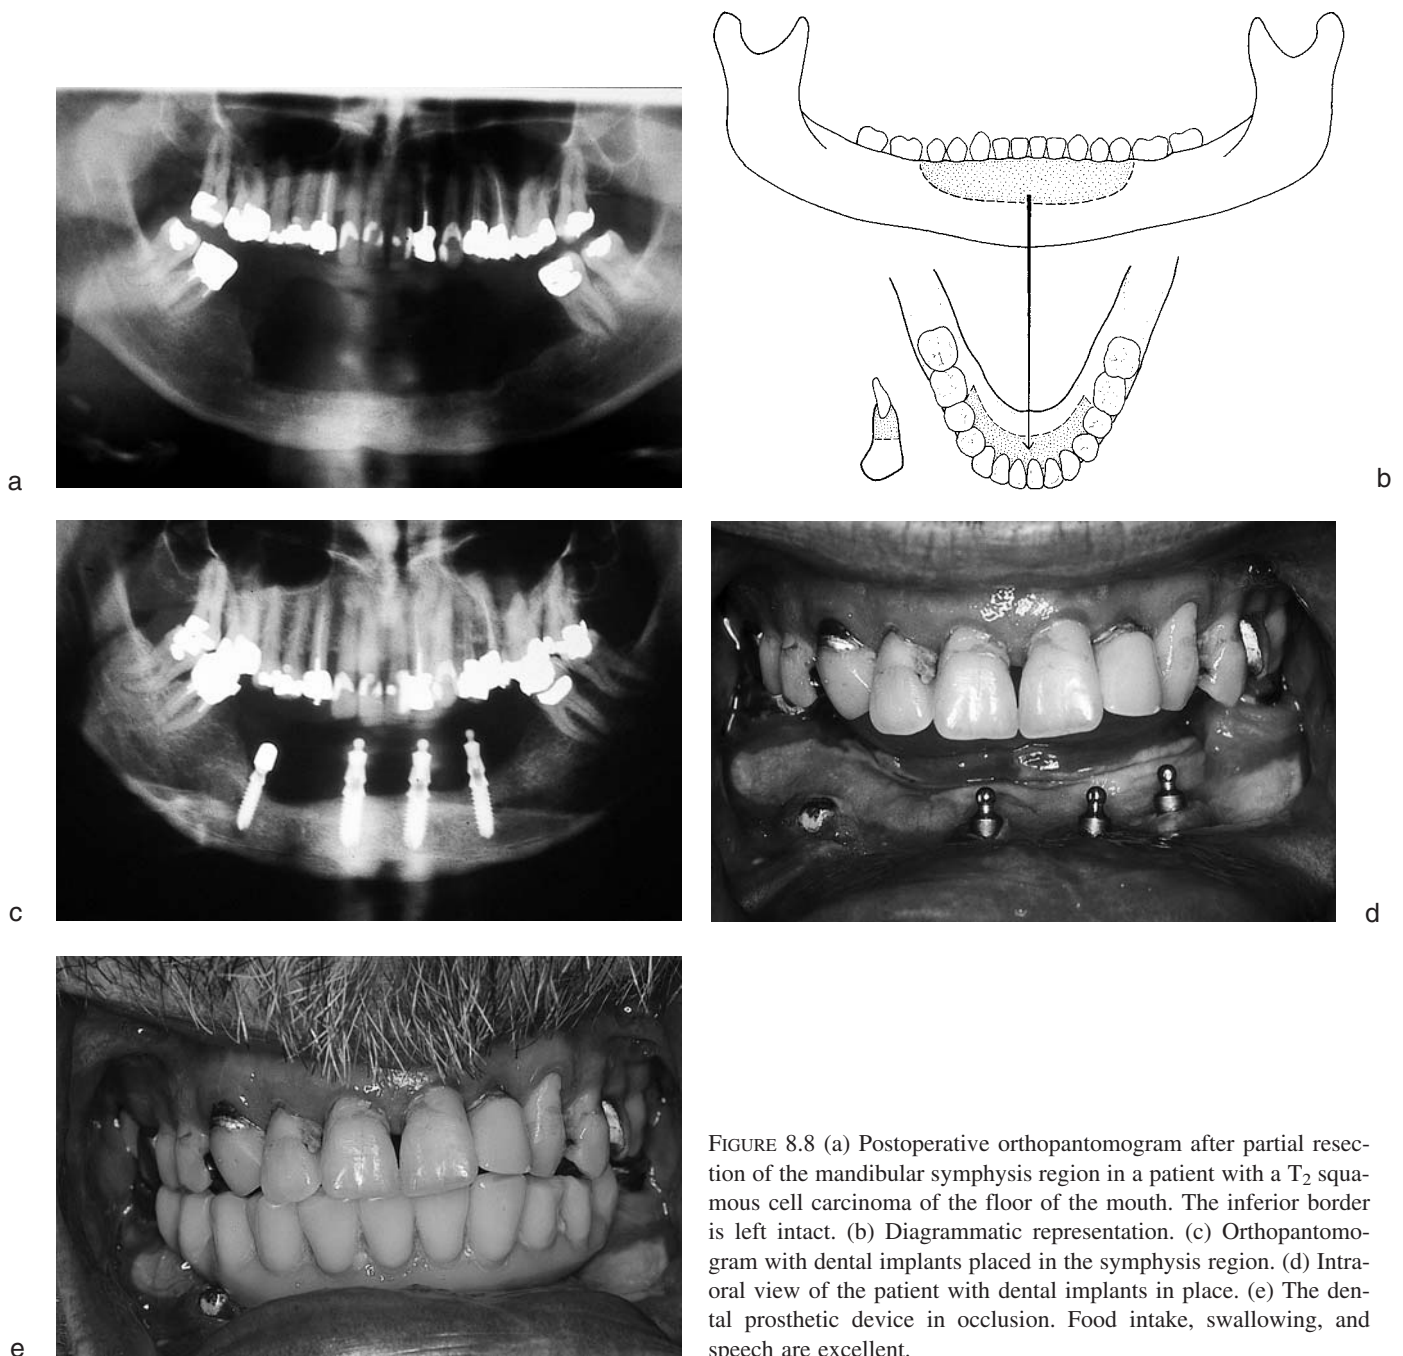 a
b
c
d
e
FIGURE 8.8 (a) Postoperative orthopantomogram after partial resec-
tion of the mandibular symphysis region in a patient with a T₂ squa-
mous cell carcinoma of the floor of the mouth. The inferior border
is left intact. (b) Diagrammatic representation. (c) Orthopantomo-
gram with dental implants placed in the symphysis region. (d) Intra-
oral view of the patient with dental implants in place. (e) The den-
tal prosthetic device in occlusion. Food intake, swallowing, and
speech are excellent.